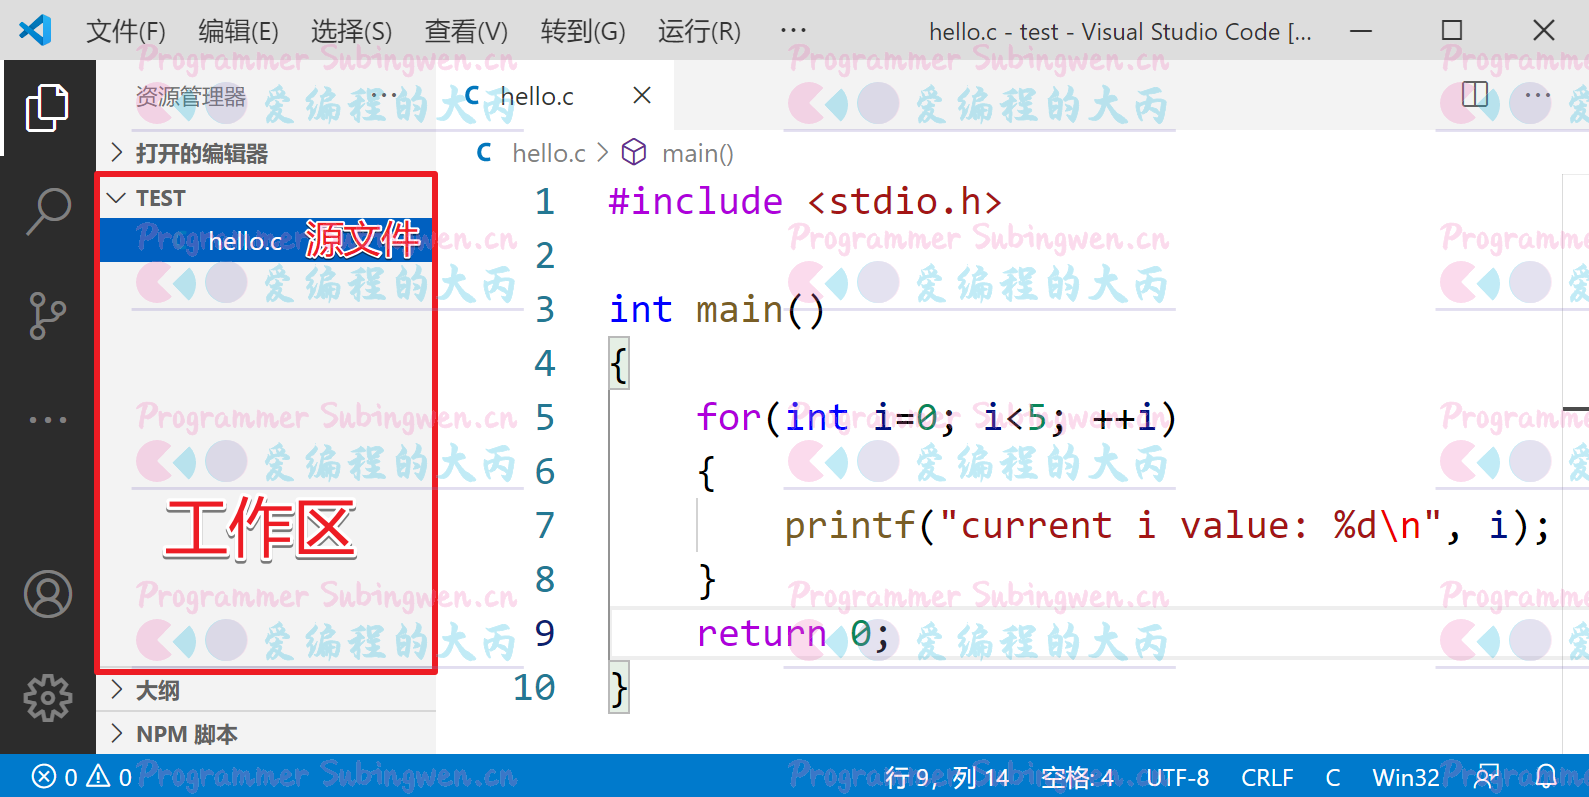 文件(F) 编辑(E) 选择(S) 查看(V) 转到(G) 运行(R) ··· hello.c - test - Visual Studio Code [...
资源管理器 ···
C hello.c
打开的编辑器
C hello.c > main()
TEST
hello.c 源文件
工作区
大纲
NPM 脚本
1 #include <stdio.h>
2
3 int main()
4 {
5 for(int i=0; i<5; ++i)
6 {
7 printf("current i value: %d\n", i);
8 }
9 return 0;
10 }
0 0 行 9，列 14 空格: 4 UTF-8 CRLF C Win32
Programmer Subingwen.cn
爱编程的大丙